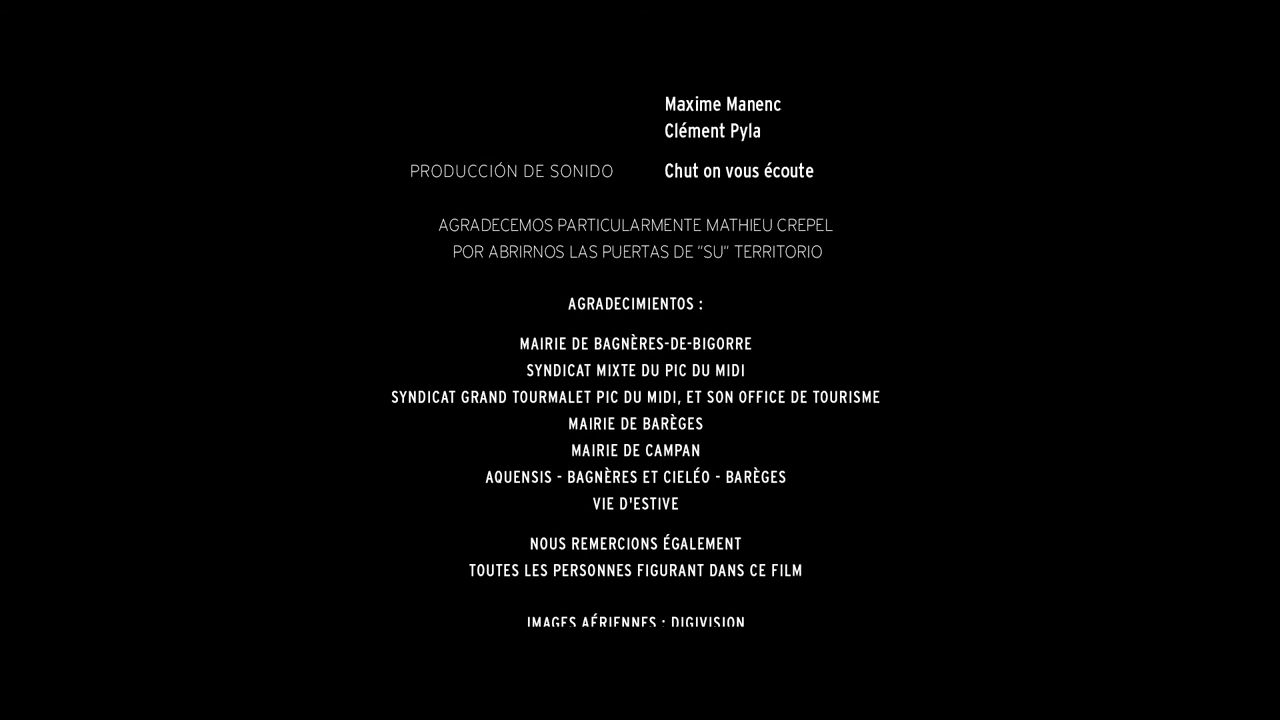 Maxime Manenc
Clément Pyla
PRODUCCIÓN DE SONIDO Chut on vous écoute
AGRADECEMOS PARTICULARMENTE MATHIEU CREPEL
POR ABRIRNOS LAS PUERTAS DE “SU” TERRITORIO
AGRADECIMIENTOS :
MAIRIE DE BAGNÈRES-DE-BIGORRE
SYNDICAT MIXTE DU PIC DU MIDI
SYNDICAT GRAND TOURMALET PIC DU MIDI, ET SON OFFICE DE TOURISME
MAIRIE DE BARÈGES
MAIRIE DE CAMPAN
AQUENSIS - BAGNÈRES ET CIELÉO - BARÈGES
VIE D'ESTIVE
NOUS REMERCIONS ÉGALEMENT
TOUTES LES PERSONNES FIGURANT DANS CE FILM
IMAGES AÉRIENNES : DIGIVISION